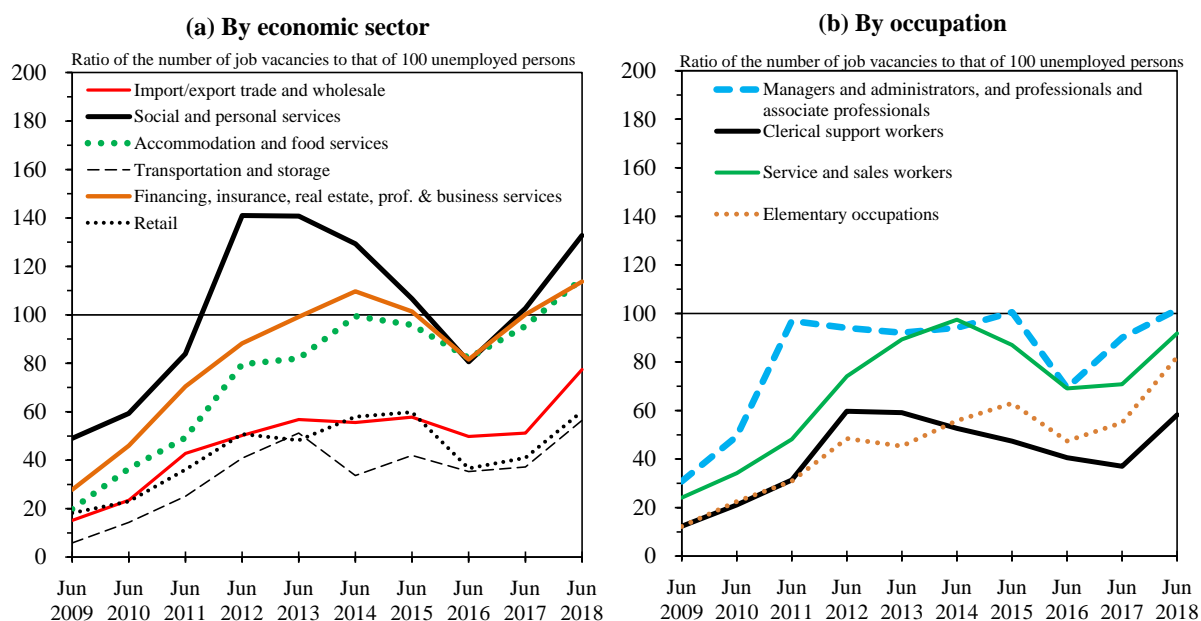 (a) By economic sector
Ratio of the number of job vacancies to that of 100 unemployed persons
200
180
160
140
120
100
80
60
40
20
0
Import/export trade and wholesale
Social and personal services
Accommodation and food services
Transportation and storage
Financing, insurance, real estate, prof. & business services
Retail
Jun Jun Jun Jun Jun Jun Jun Jun Jun Jun
2009 2010 2011 2012 2013 2014 2015 2016 2017 2018
(b) By occupation
Ratio of the number of job vacancies to that of 100 unemployed persons
200
180
160
140
120
100
80
60
40
20
0
Managers and administrators, and professionals and
associate professionals
Clerical support workers
Service and sales workers
Elementary occupations
Jun Jun Jun Jun Jun Jun Jun Jun Jun Jun
2009 2010 2011 2012 2013 2014 2015 2016 2017 2018